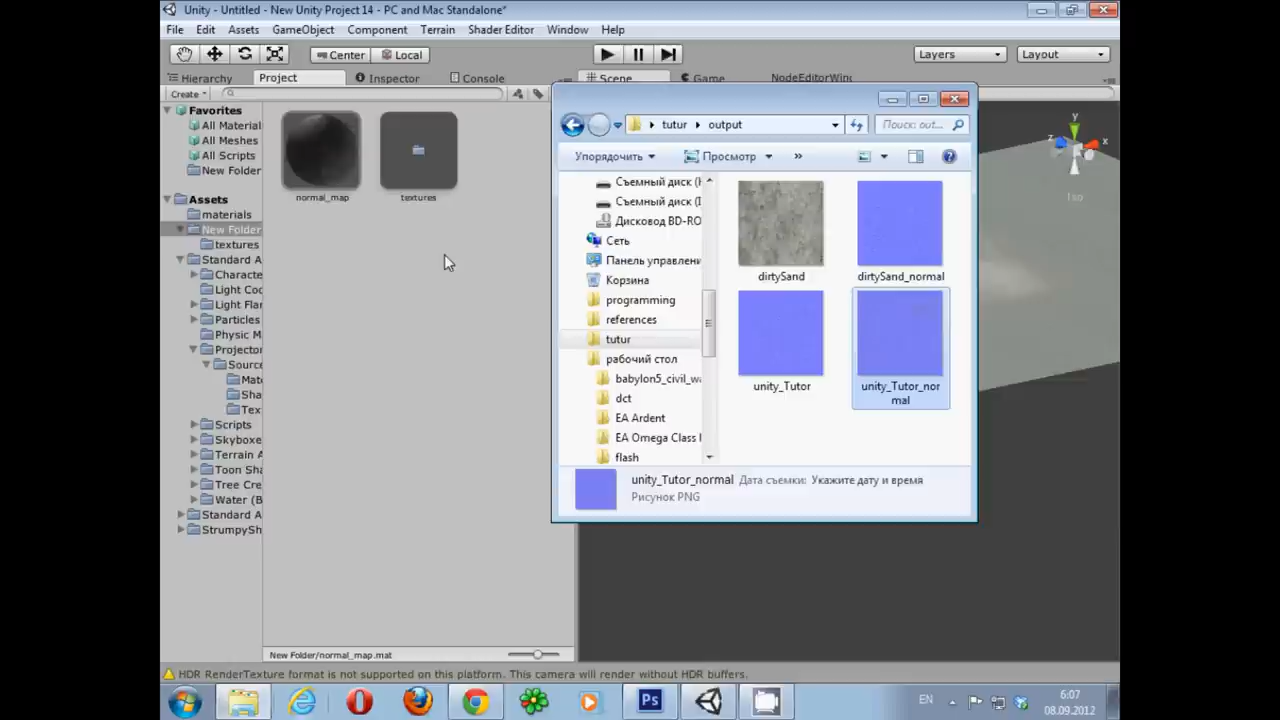 Unity - Untitled - New Unity Project 14 - PC and Mac Standalone*
File Edit Assets GameObject Component Terrain Shader Editor Window Help
Center Local Layers Layout
Hierarchy Project Inspector Console Scene Game NodeEditorWin
Create
Favorites
All Material
All Meshes
All Scripts
New Folder
Assets
materials
New Folder
textures
Standard A
Characte
Light Coo
Light Flar
Particles
Physic M
Projector
Source
Mate
Sha
Tex
Scripts
Skyboxe
Terrain A
Toon Sha
Tree Cre
Water (B
Standard A
StrumpySh
normal_map
textures
New Folder/normal_map.mat
tutur output
Поиск: out...
Упорядочить Просмотр »
Съемный диск (
Съемный диск (
Дисковод BD-RO
Сеть
Панель управлени
Корзина
programming
references
tutur
рабочий стол
babylon5_civil_wa
dct
EA Ardent
EA Omega Class
flash
dirtySand
dirtySand_normal
unity_Tutor
unity_Tutor_nor
mal
unity_Tutor_normal Дата съемки: Укажите дату и время
Рисунок PNG
y
z
x
Iso
HDR RenderTexture format is not supported on this platform. This camera will render without HDR buffers.
Ps
EN
6:07
08.09.2012